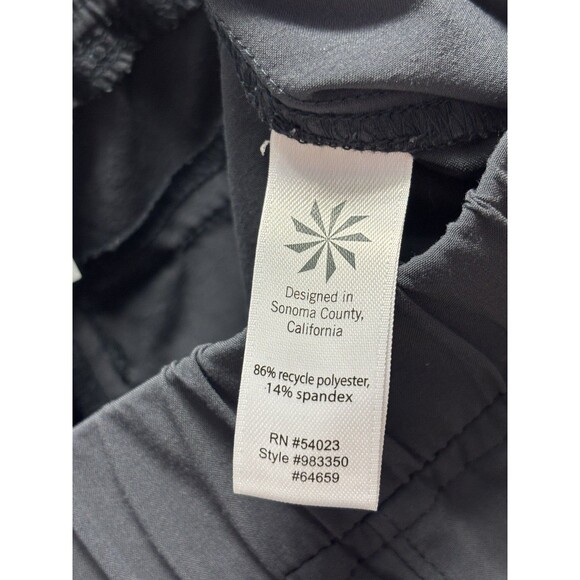 Designed in
Sonoma County,
California
86% recycle polyester,
14% spandex
RN #54023
Style #983350
#64659